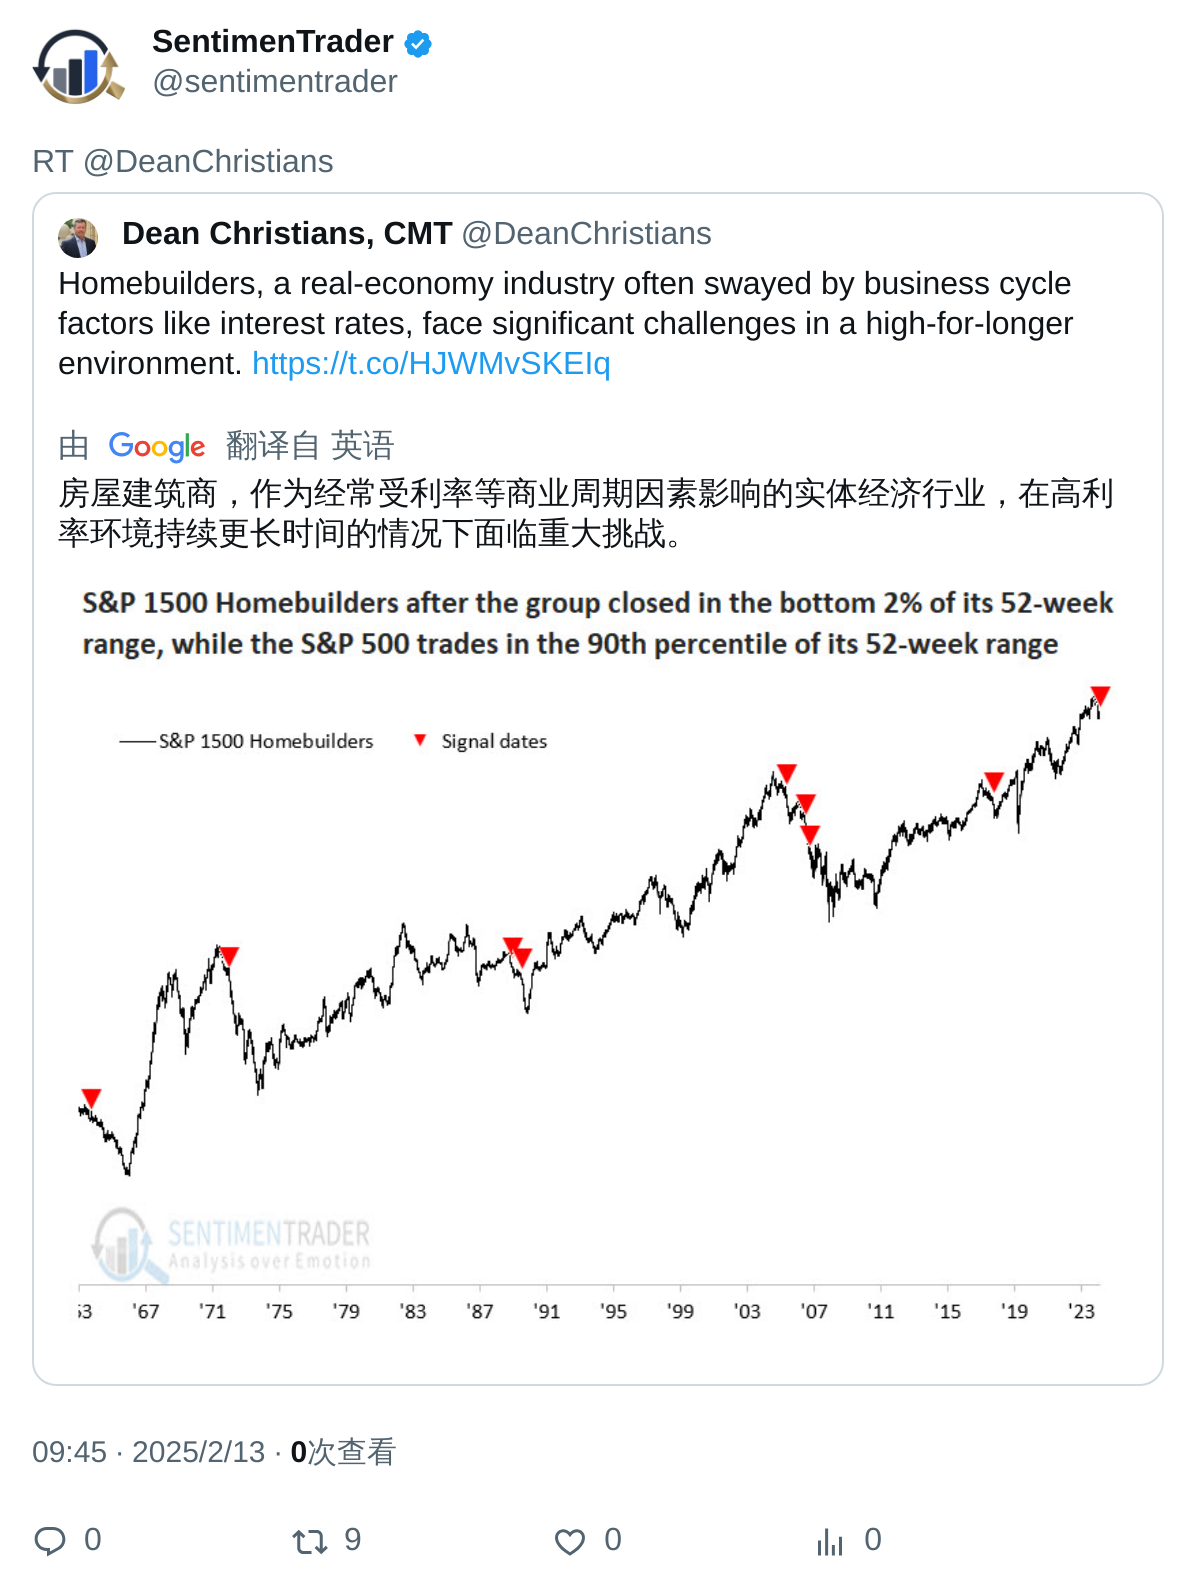 SentimenTrader
@sentimentrader
RT @DeanChristians
Dean Christians, CMT @DeanChristians
Homebuilders, a real-economy industry often swayed by business cycle
factors like interest rates, face significant challenges in a high-for-longer
environment. https://t.co/HJWMvSKEIq
由 Google 翻译自 英语
房屋建筑商，作为经常受利率等商业周期因素影响的实体经济行业，在高利
率环境持续更长时间的情况下面临重大挑战。
S&P 1500 Homebuilders after the group closed in the bottom 2% of its 52-week
range, while the S&P 500 trades in the 90th percentile of its 52-week range
S&P 1500 Homebuilders Signal dates
SENTIMENTRADER
Analysis over Emotion
53 '67 '71 '75 '79 '83 '87 '91 '95 '99 '03 '07 '11 '15 '19 '23
09:45 · 2025/2/13 · 0次查看
0 9 0 0